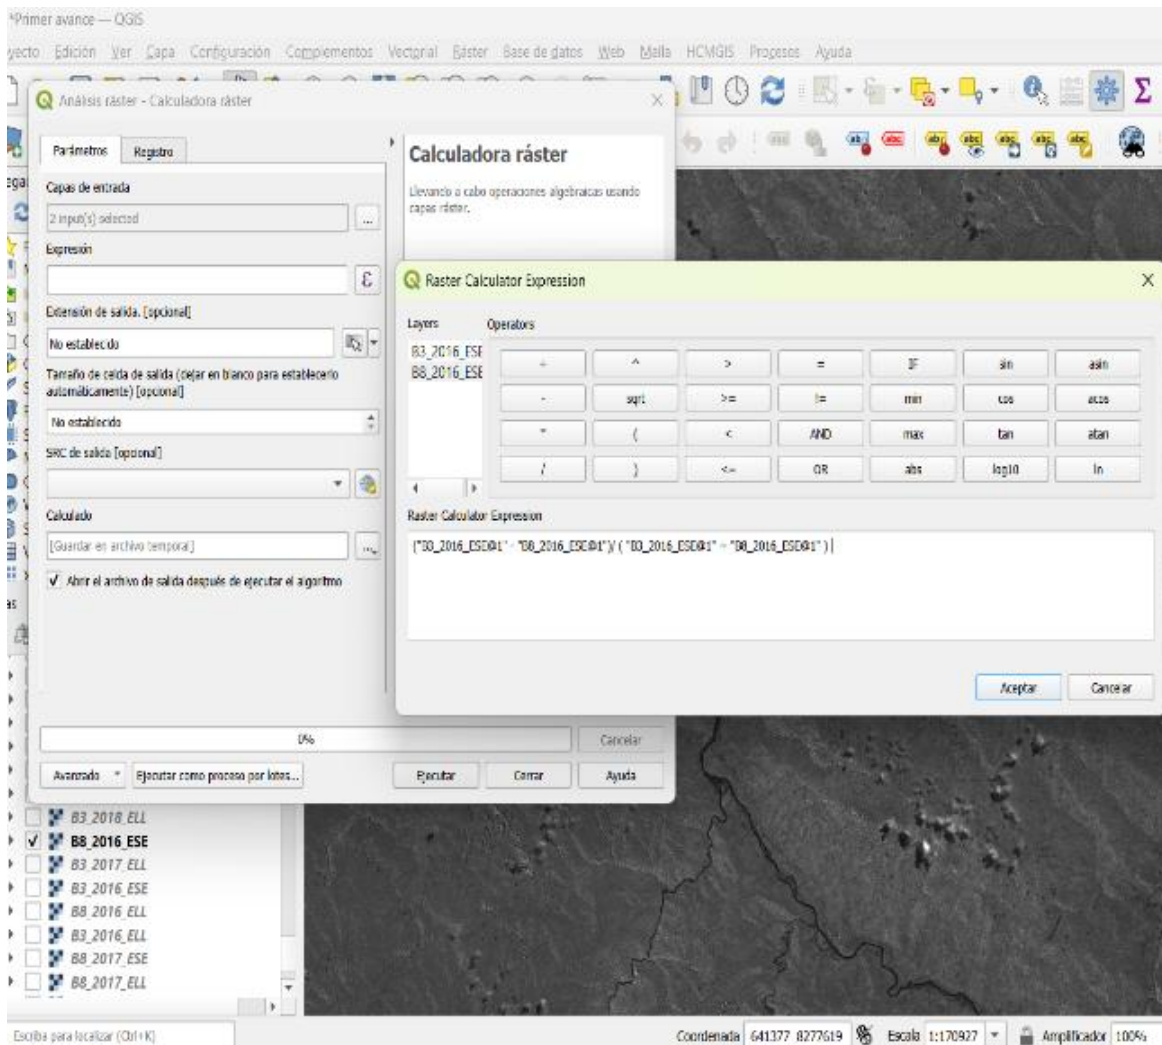 *Primer avance — QGIS
yecto Edición Ver Capa Configuración Complementos Vectorial Ráster Base de datos Web Malla HCMGIS Procesos Ayuda
Análisis ráster - Calculadora ráster
Parámetros Registro
Calculadora ráster
Llevando a cabo operaciones algebraicas usando
capas ráster.
Capas de entrada
2 input(s) selected
Expresión
Extensión de salida. [opcional]
No establecido
Tamaño de celda de salida (dejar en blanco para establecerlo
automáticamente) [opcional]
No establecido
SRC de salida [opcional]
Calculado
[Guardar en archivo temporal]
Abrir el archivo de salida después de ejecutar el algoritmo
0%
Cancelar
Avanzado
Ejecutar como proceso por lotes...
Ejecutar
Cerrar
Ayuda
Raster Calculator Expression
Layers Operators
B3_2016_ESE
B8_2016_ESE
+ ^ > = IF sin asin
- sqrt >= != min cos acos
* ( < AND max tan atan
/ ) <= OR abs log10 ln
Raster Calculator Expression
("B3_2016_ESE@1" - "B8_2016_ESE@1")/ ( "B3_2016_ESE@1" + "B8_2016_ESE@1" )
Aceptar
Cancelar
B3_2018_ELL
B8_2016_ESE
B3_2017_ELL
B3_2016_ESE
B8_2016_ELL
B3_2016_ELL
B8_2017_ESE
B8_2017_ELL
Escriba para localizar (Ctrl+K)
Coordenada 641377 8277619 Escala 1:170927 Amplificador 100%